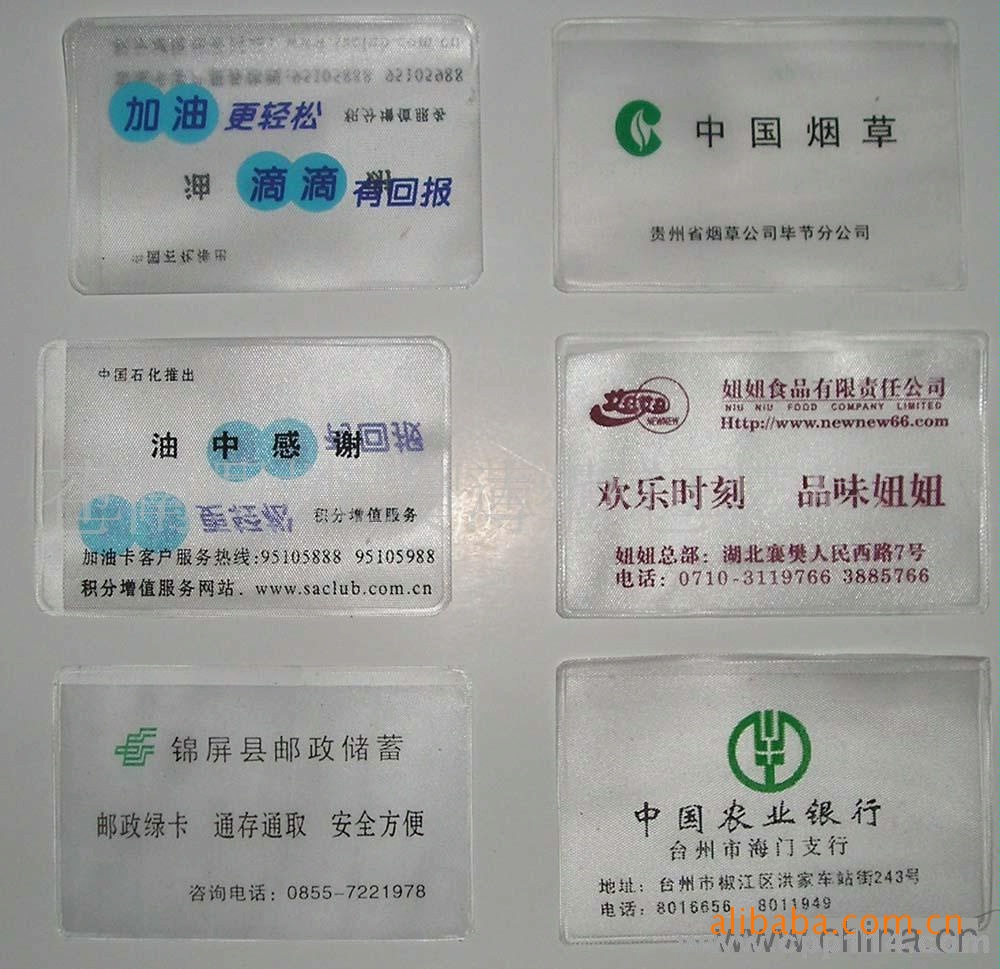 加油 更轻松
滴滴 有回报
中国烟草
贵州省烟草公司毕节分公司
中国石化推出
油中感谢
有回报
更轻松 积分增值服务
加油卡客户服务热线:95105888 95105988
积分增值服务网站. www.saclub.com.cn
妞妞
NEWNEW
妞妞食品有限责任公司
NIU NIU FOOD COMPANY LIMITED
Http://www.newnew66.com
欢乐时刻 品味妞妞
妞妞总部: 湖北襄樊人民西路7号
电话: 0710-3119766 3885766
锦屏县邮政储蓄
邮政绿卡 通存通取 安全方便
咨询电话: 0855-7221978
中国农业银行
台州市海门支行
地址: 台州市椒江区洪家车站街243号
电话: 8016656 8011949
alibaba.com.cn